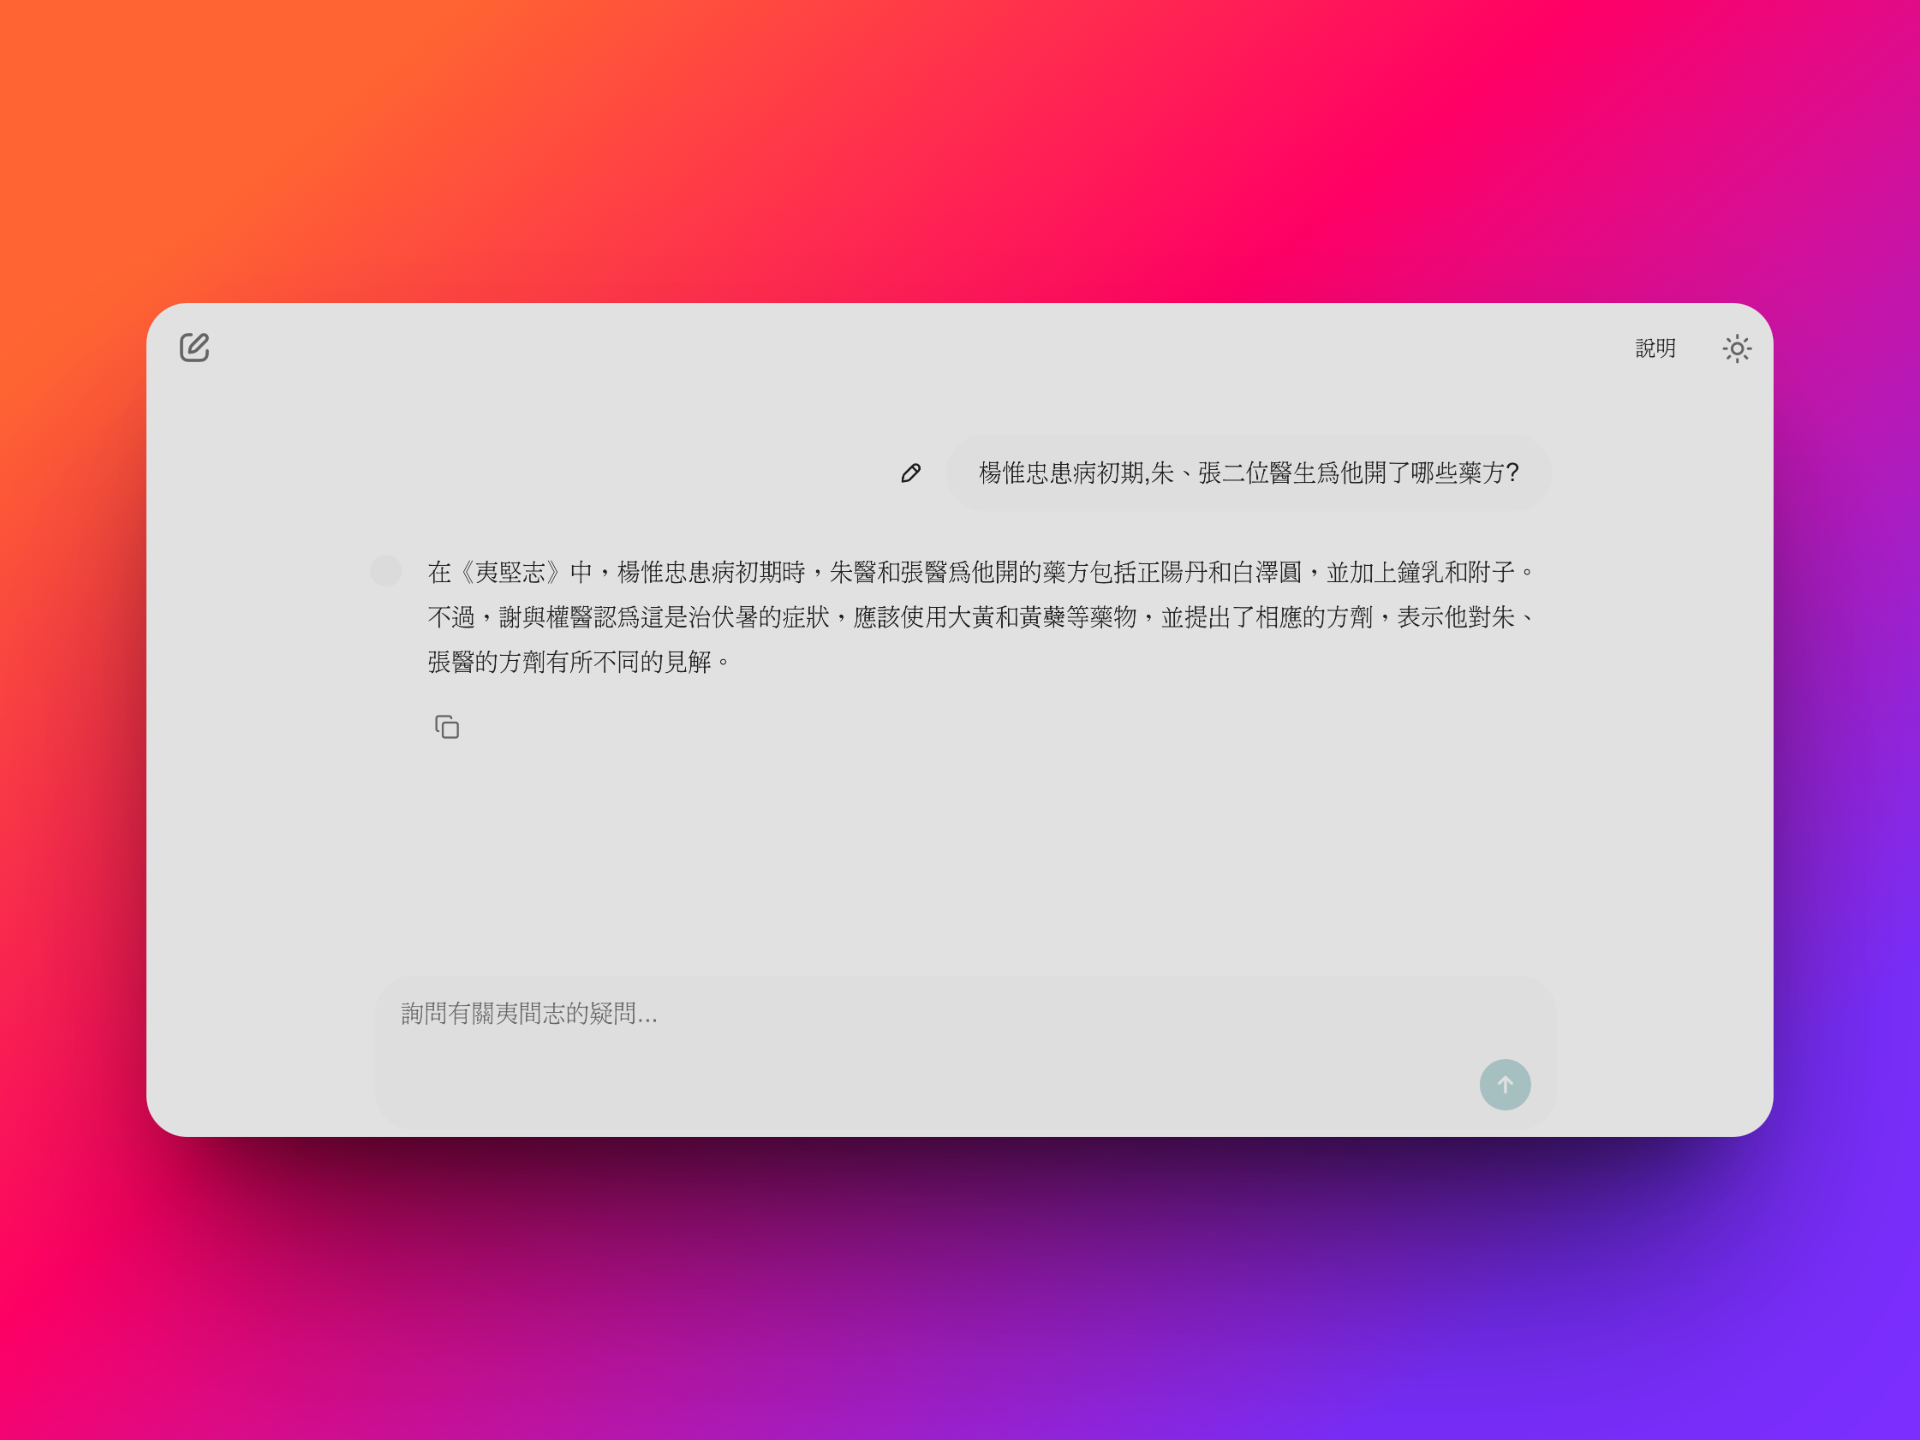 說明
楊惟忠患病初期,朱、張二位醫生爲他開了哪些藥方?
在《夷堅志》中，楊惟忠患病初期時，朱醫和張醫爲他開的藥方包括正陽丹和白澤圓，並加上鐘乳和附子。
不過，謝與權醫認爲這是治伏暑的症狀，應該使用大黃和黃蘗等藥物，並提出了相應的方劑，表示他對朱、
張醫的方劑有所不同的見解。
詢問有關夷間志的疑問...